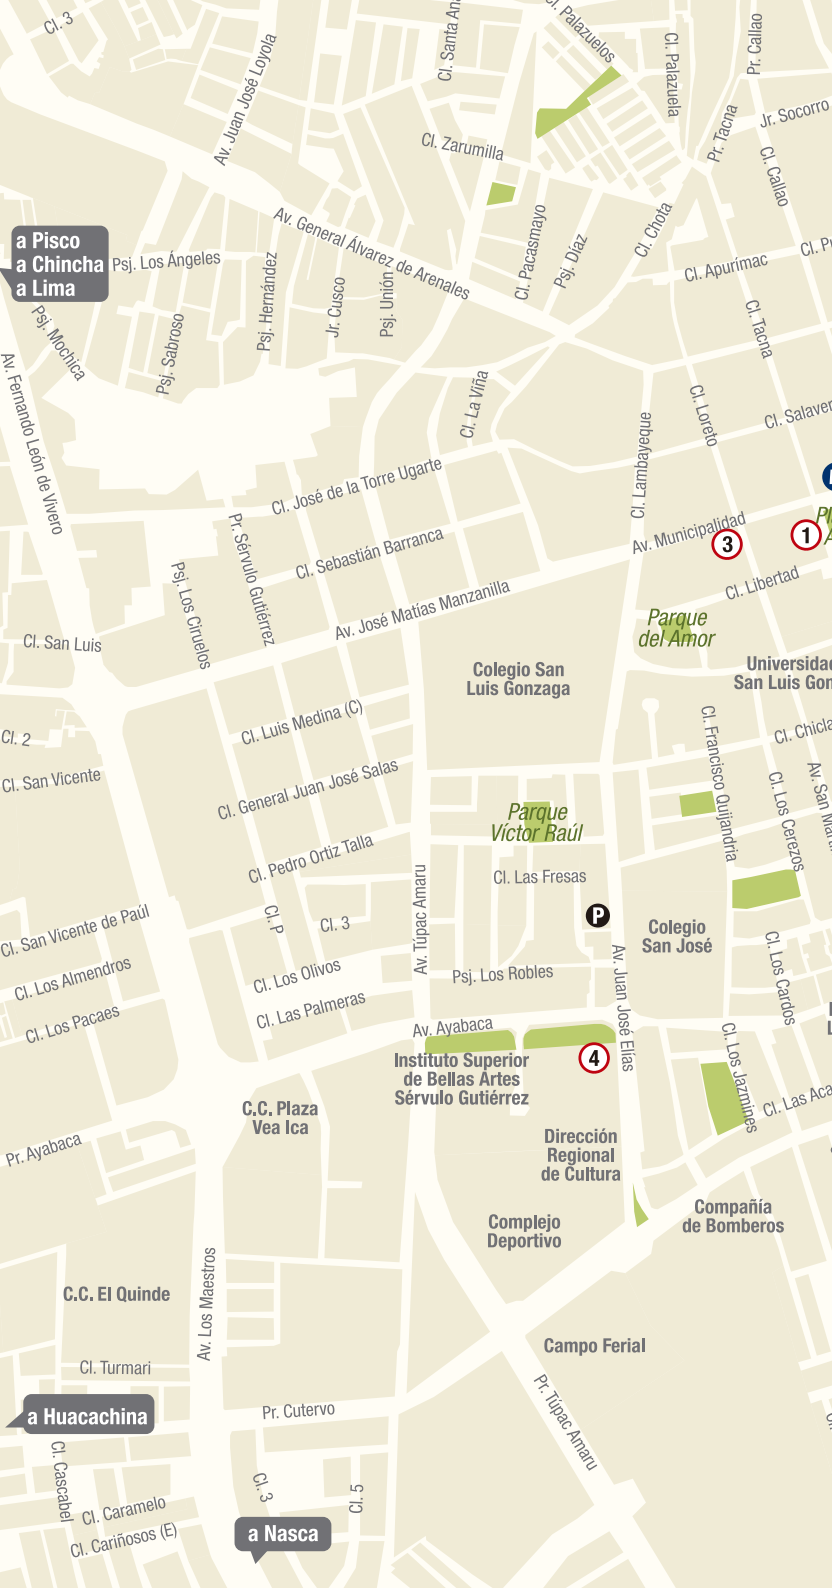 Cl. 3
Av. Juan José Loyola
Cl. Santa Ana
Cl. Palazuelos
Cl. Palazuela
Pr. Callao
Pr. Tacna
Jr. Socorro
Cl. Zarumilla
Cl. Callao
a Pisco
a Chincha
a Lima
Psj. Los Ángeles
Av. General Álvarez de Arenales
Cl. Pacasmayo
Psj. Díaz
Cl. Chota
Cl. Apurímac
Psj. Mochica
Psj. Sabroso
Psj. Hernández
Jr. Cusco
Psj. Unión
Cl. Tacna
Av. Fernando León de Vivero
Cl. La Viña
Cl. Lambayeque
Cl. Loreto
Cl. Salaver
Cl. José de la Torre Ugarte
Pr. Sérvulo Gutiérrez
Cl. Sebastián Barranca
Av. Municipalidad
3
1
Psj. Los Ciruelos
Av. José Matías Manzanilla
Cl. Libertad
Cl. San Luis
Parque
del Amor
Colegio San
Luis Gonzaga
Universidad
San Luis Gon
Cl. 2
Cl. Luis Medina (C)
Cl. Francisco Quijandria
Cl. Chicla
Cl. San Vicente
Cl. General Juan José Salas
Cl. Los Cerezos
Av. San Mart
Parque
Víctor Raúl
Cl. Pedro Ortiz Talla
Cl. Las Fresas
Av. Túpac Amaru
Cl. P
Cl. 3
P
Colegio
San José
Cl. San Vicente de Paúl
Cl. Los Almendros
Cl. Los Olivos
Psj. Los Robles
Av. Juan José Elías
Cl. Los Cardos
Cl. Los Pacaes
Cl. Las Palmeras
Av. Ayabaca
Instituto Superior
de Bellas Artes
Sérvulo Gutiérrez
4
Cl. Los Jazmines
Cl. Las Aca
C.C. Plaza
Vea Ica
Pr. Ayabaca
Dirección
Regional
de Cultura
Complejo
Deportivo
Compañía
de Bomberos
C.C. El Quinde
Av. Los Maestros
Campo Ferial
Cl. Turmari
a Huacachina
Pr. Cutervo
Pr. Túpac Amaru
Cl. Cascabel
Cl. 3
Cl. 5
Cl. Caramelo
Cl. Cariñosos (E)
a Nasca